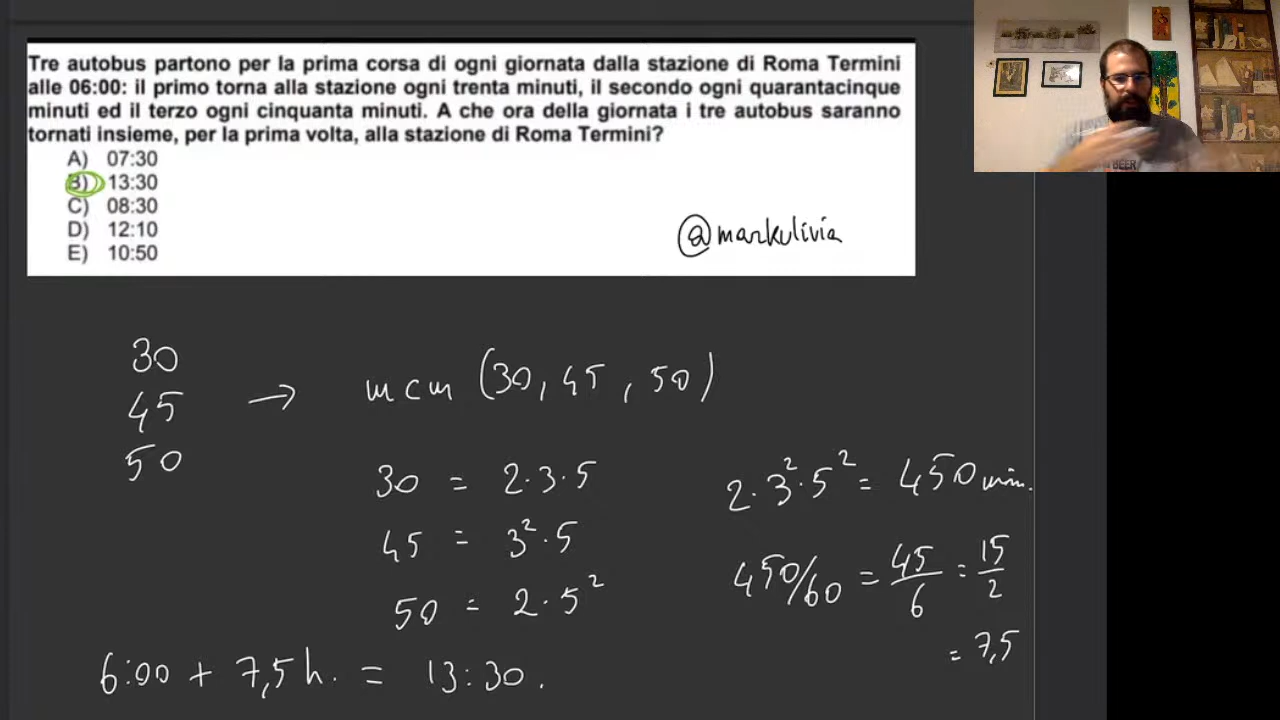 Tre autobus partono per la prima corsa di ogni giornata dalla stazione di Roma Termini
alle 06:00: il primo torna alla stazione ogni trenta minuti, il secondo ogni quarantacinque
minuti ed il terzo ogni cinquanta minuti. A che ora della giornata i tre autobus saranno
tornati insieme, per la prima volta, alla stazione di Roma Termini?
A) 07:30
B) 13:30
C) 08:30
D) 12:10
E) 10:50
@markulivia
BEER
30
45
50
→ mcm (30, 45, 50)
30 = 2·3·5
45 = 3²·5
50 = 2·5²
2·3²·5² = 450 min.
450/60 = 45/6 = 15/2
= 7,5
6:00 + 7,5 h. = 13:30.